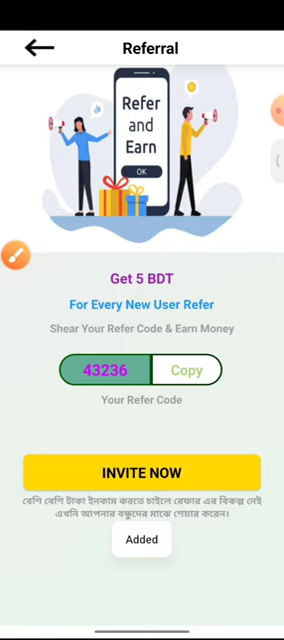 Referral
Refer
and
Earn
OK
Get 5 BDT
For Every New User Refer
Shear Your Refer Code & Earn Money
43236
Copy
Your Refer Code
INVITE NOW
বেশি বেশি টাকা ইনকাম করতে চাইলে রেফার এর বিকল্প নেই
এখনি আপনার বন্ধুদের মাঝে শেয়ার করেন।
Added